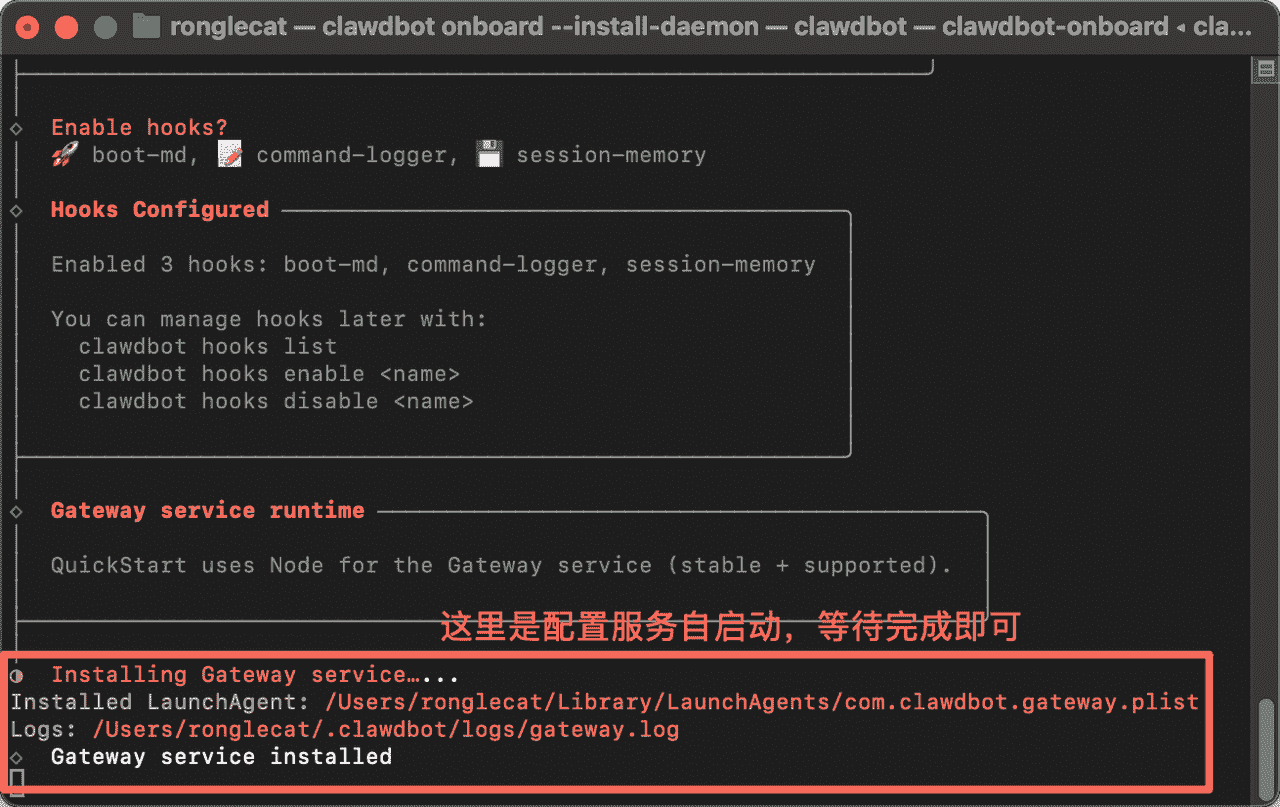 ronglecat — clawdbot onboard --install-daemon — clawdbot — clawdbot-onboard ◂ cla...
Enable hooks?
🚀 boot-md, 📝 command-logger, 💾 session-memory
Hooks Configured
Enabled 3 hooks: boot-md, command-logger, session-memory
You can manage hooks later with:
clawdbot hooks list
clawdbot hooks enable <name>
clawdbot hooks disable <name>
Gateway service runtime
QuickStart uses Node for the Gateway service (stable + supported).
这里是配置服务自启动，等待完成即可
Installing Gateway service…...
Installed LaunchAgent: /Users/ronglecat/Library/LaunchAgents/com.clawdbot.gateway.plist
Logs: /Users/ronglecat/.clawdbot/logs/gateway.log
Gateway service installed